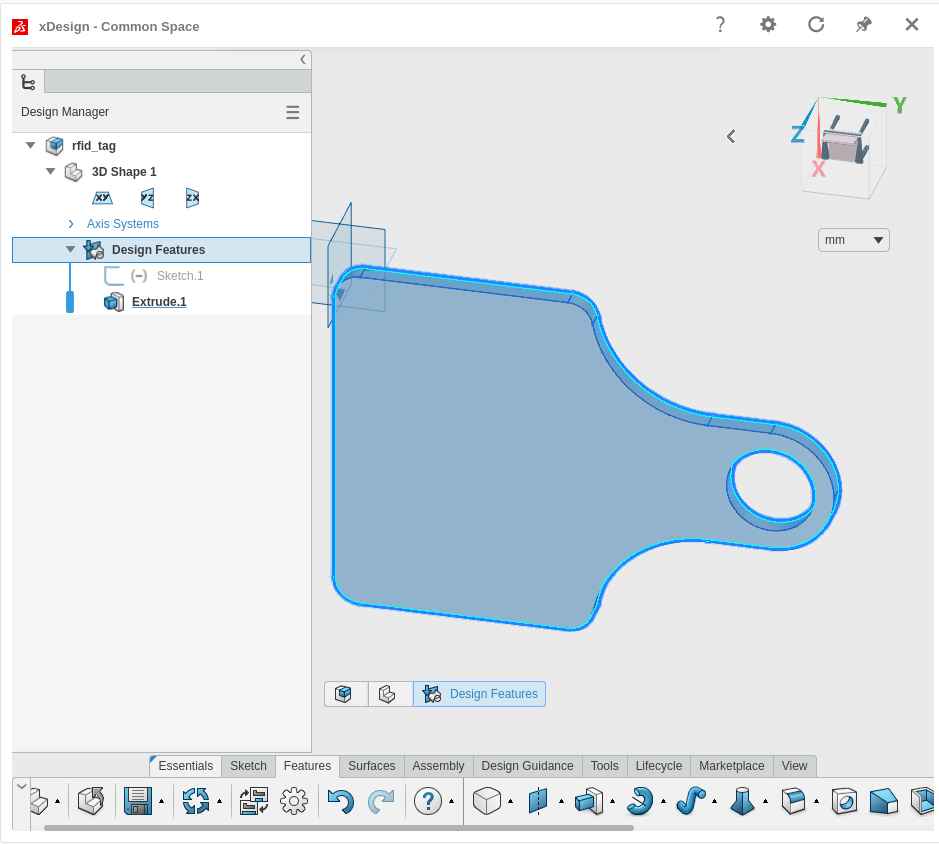 xDesign - Common Space
?
Design Manager
rfid_tag
3D Shape 1
XY YZ ZX
Axis Systems
Design Features
(–) Sketch.1
Extrude.1
Z
Y
X
mm
Design Features
Essentials Sketch Features Surfaces Assembly Design Guidance Tools Lifecycle Marketplace View
?